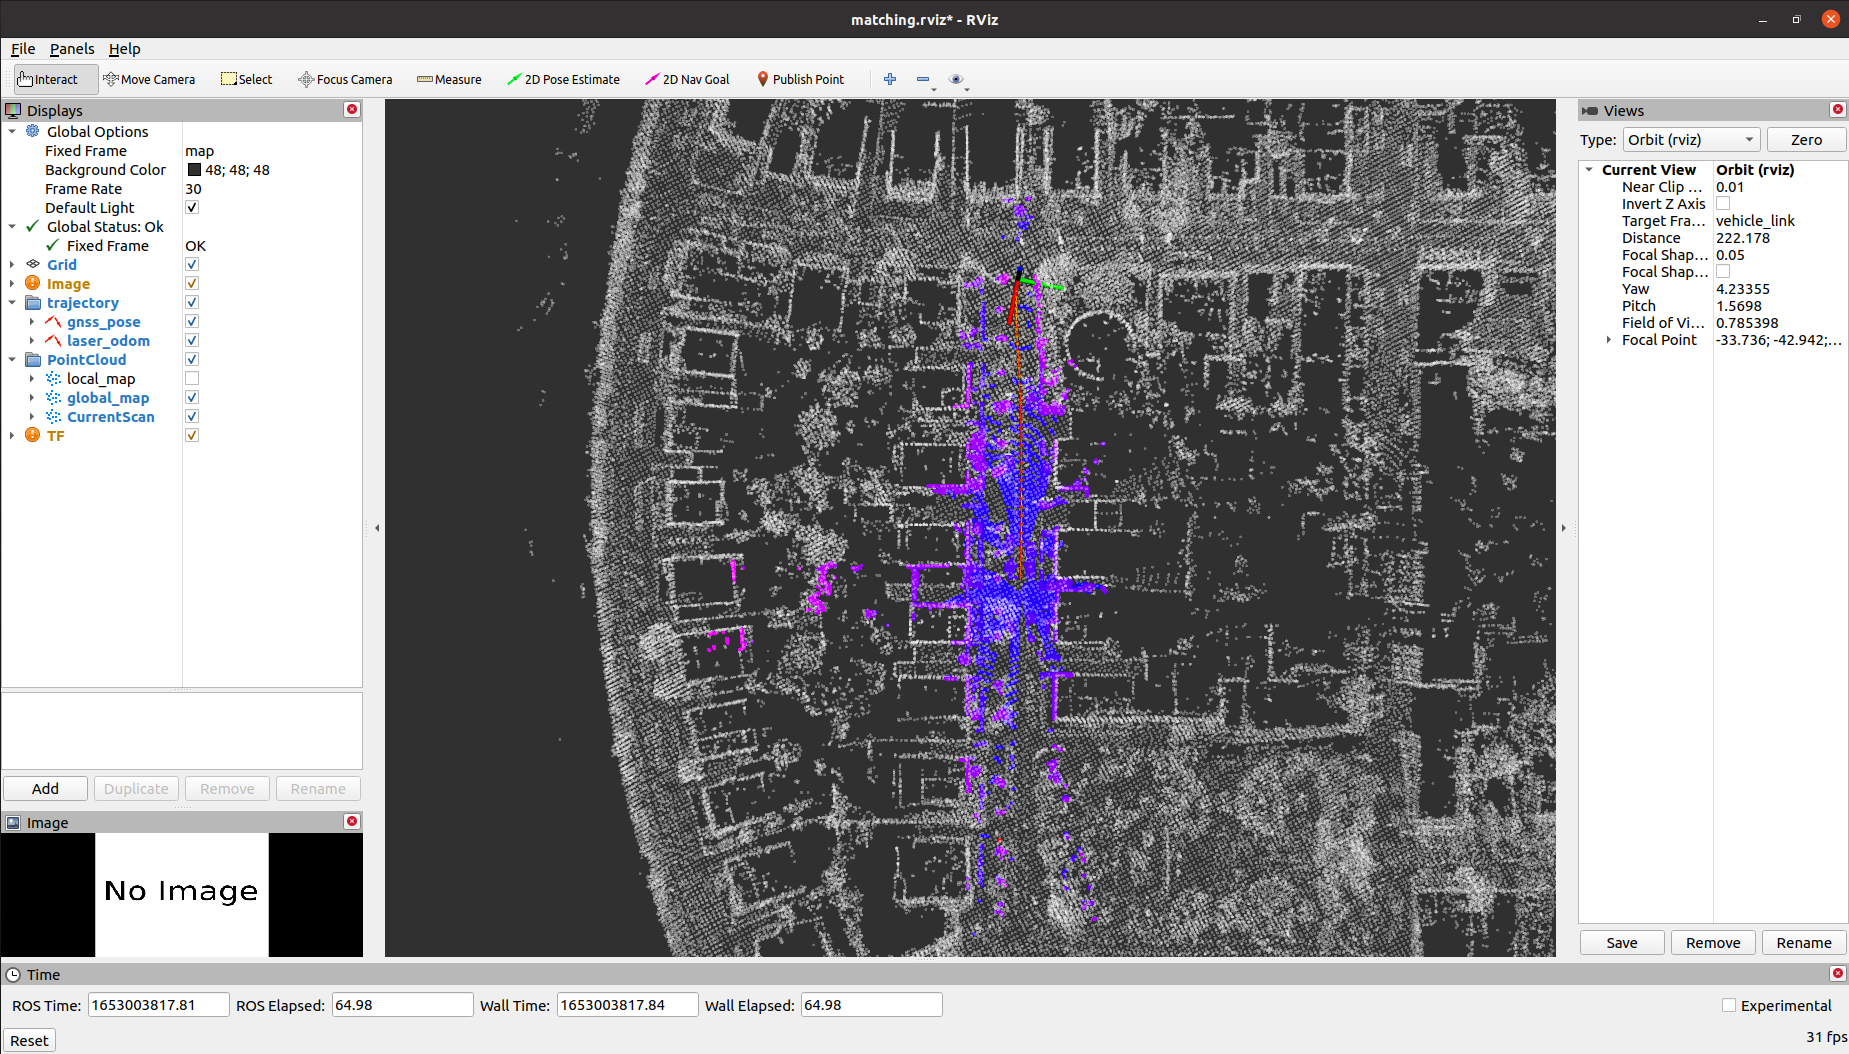 matching.rviz* - RViz
File Panels Help
Interact Move Camera Select Focus Camera Measure 2D Pose Estimate 2D Nav Goal Publish Point
Displays
Global Options
Fixed Frame map
Background Color 48; 48; 48
Frame Rate 30
Default Light
Global Status: Ok
Fixed Frame OK
Grid
Image
trajectory
gnss_pose
laser_odom
PointCloud
local_map
global_map
CurrentScan
TF
Add Duplicate Remove Rename
Image
No Image
Views
Type: Orbit (rviz) Zero
Current View Orbit (rviz)
Near Clip ... 0.01
Invert Z Axis
Target Fra... vehicle_link
Distance 222.178
Focal Shap... 0.05
Focal Shap...
Yaw 4.23355
Pitch 1.5698
Field of Vi... 0.785398
Focal Point -33.736; -42.942;...
Save Remove Rename
Time
ROS Time: 1653003817.81 ROS Elapsed: 64.98 Wall Time: 1653003817.84 Wall Elapsed: 64.98 Experimental
Reset 31 fps